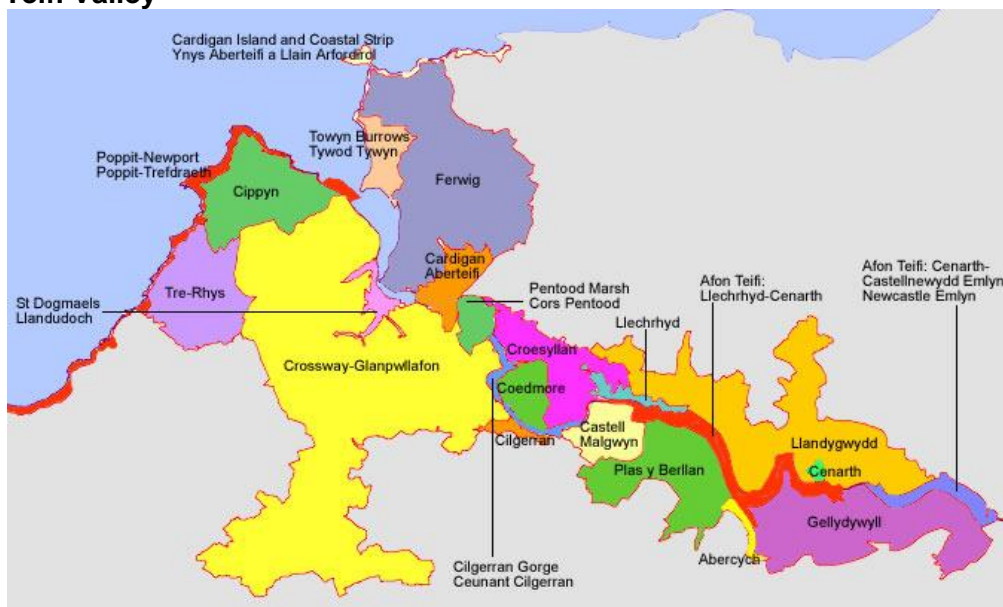 Cardigan Island and Coastal Strip
Ynys Aberteifi a Llain Arfordirol
Towyn Burrows
Tywod Tywyn
Poppit-Newport
Poppit-Trefdraeth
Cippyn
Ferwig
Cardigan
Aberteifi
Tre-Rhys
St Dogmaels
Llandudoch
Pentood Marsh
Cors Pentood
Afon Teifi:
Llechrhyd-Cenarth
Afon Teifi: Cenarth-
Castellnewydd Emlyn
Newcastle Emlyn
Llechrhyd
Croesyllan
Crossway-Glanpwllafon
Coedmore
Cilgerran
Castell
Malgwyn
Llandygwydd
Cenarth
Plas y Berllan
Gellydywyll
Abercych
Cilgerran Gorge
Ceunant Cilgerran